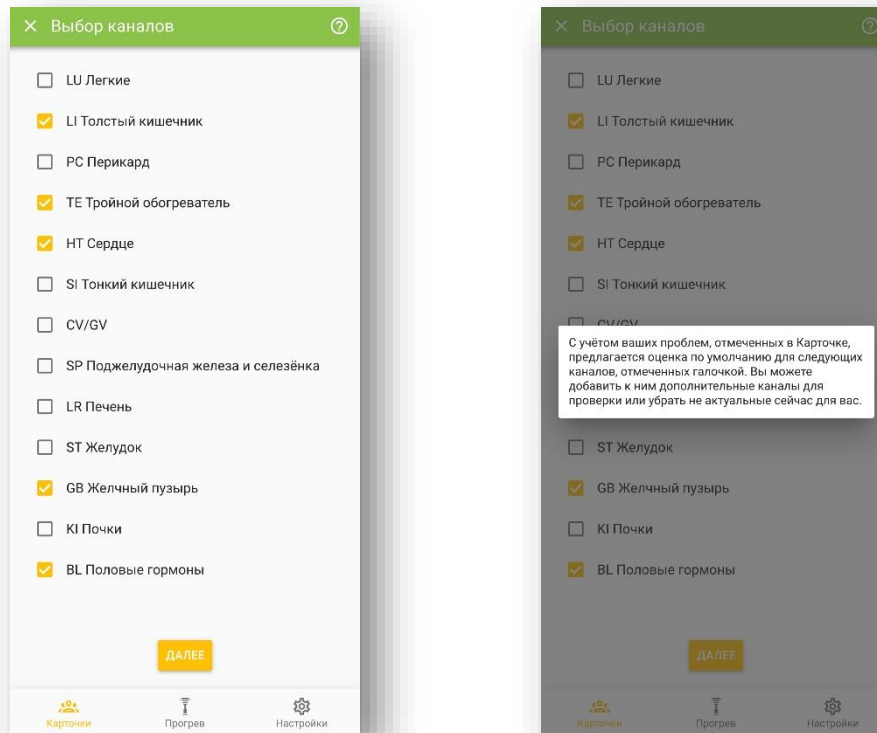 Выбор каналов
LU Легкие
LI Толстый кишечник
PC Перикард
TE Тройной обогреватель
HT Сердце
SI Тонкий кишечник
CV/GV
SP Поджелудочная железа и селезёнка
LR Печень
ST Желудок
GB Желчный пузырь
KI Почки
BL Половые гормоны
ДАЛЕЕ
Карточки Прогрев Настройки
Выбор каналов
LU Легкие
LI Толстый кишечник
PC Перикард
TE Тройной обогреватель
HT Сердце
SI Тонкий кишечник
CV/GV
С учётом ваших проблем, отмеченных в Карточке,
предлагается оценка по умолчанию для следующих
каналов, отмеченных галочкой. Вы можете
добавить к ним дополнительные каналы для
проверки или убрать не актуальные сейчас для вас.
ST Желудок
GB Желчный пузырь
KI Почки
BL Половые гормоны
ДАЛЕЕ
Карточки Прогрев Настройки